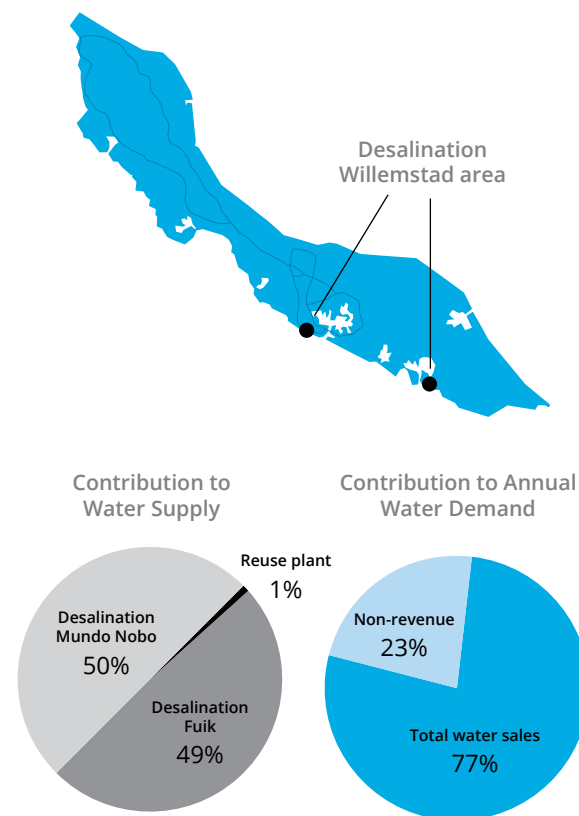 Desalination
Willemstad area
Contribution to
Water Supply
Reuse plant
1%
Desalination
Mundo Nobo
50%
Desalination
Fuik
49%
Contribution to Annual
Water Demand
Non-revenue
23%
Total water sales
77%